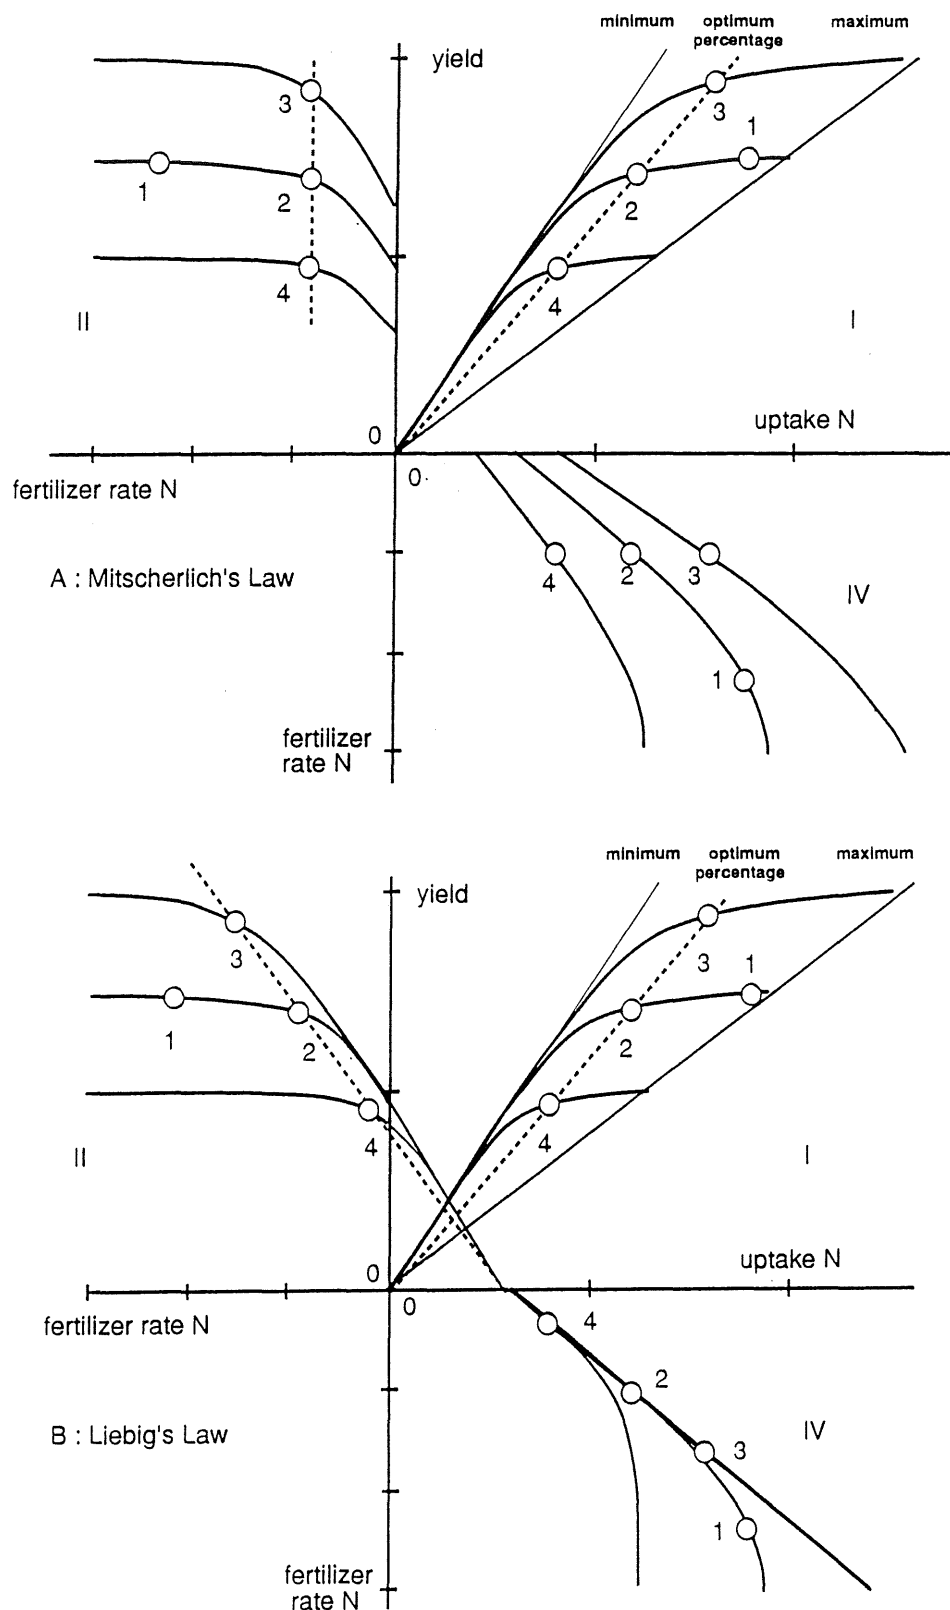 minimum optimum maximum
percentage
yield
3
3
1
1
2
2
4
4
II
I
0
uptake N
0
fertilizer rate N
A : Mitscherlich's Law
4
2
3
IV
1
fertilizer
rate N
minimum optimum maximum
percentage
yield
3
3
1
1
2
2
4
4
II
I
0
uptake N
0
fertilizer rate N
4
2
B : Liebig's Law
IV
3
1
fertilizer
rate N